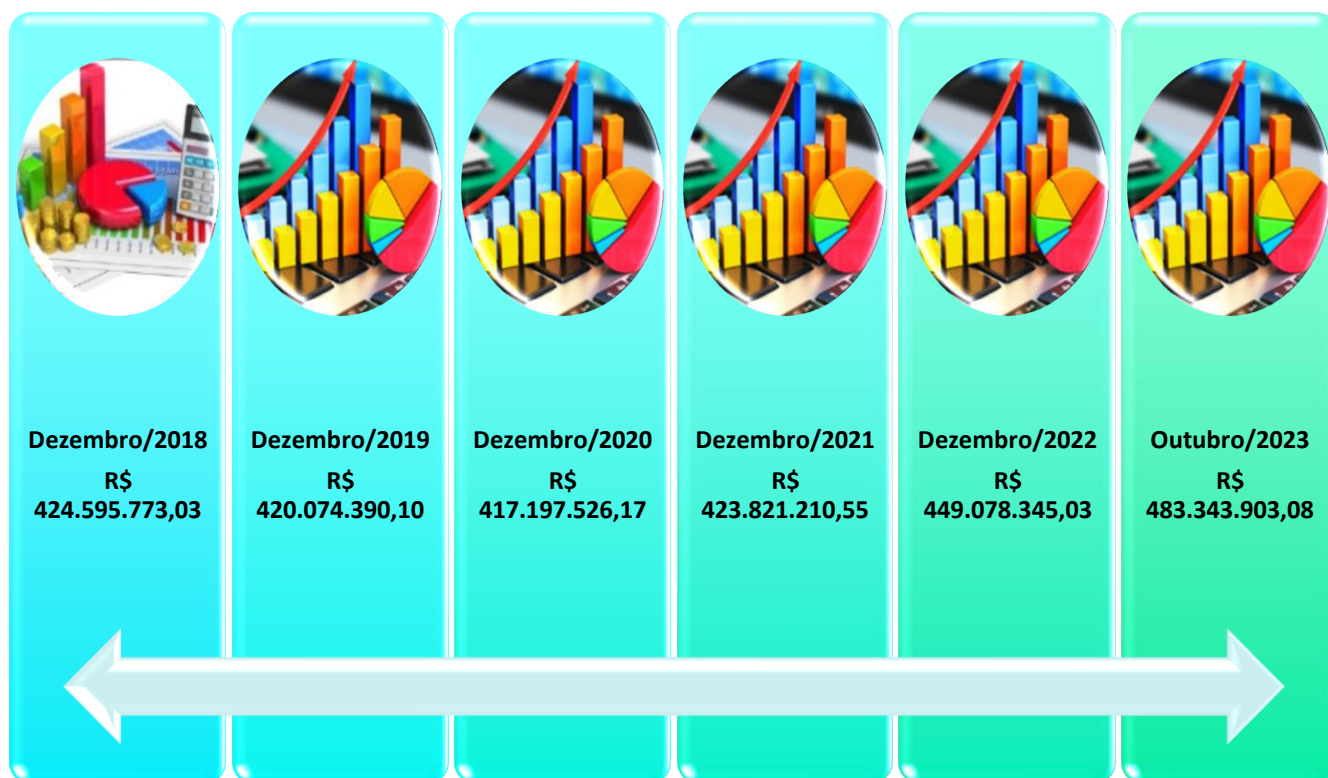 Dezembro/2018
R$
424.595.773,03
Dezembro/2019
R$
420.074.390,10
Dezembro/2020
R$
417.197.526,17
Dezembro/2021
R$
423.821.210,55
Dezembro/2022
R$
449.078.345,03
Outubro/2023
R$
483.343.903,08